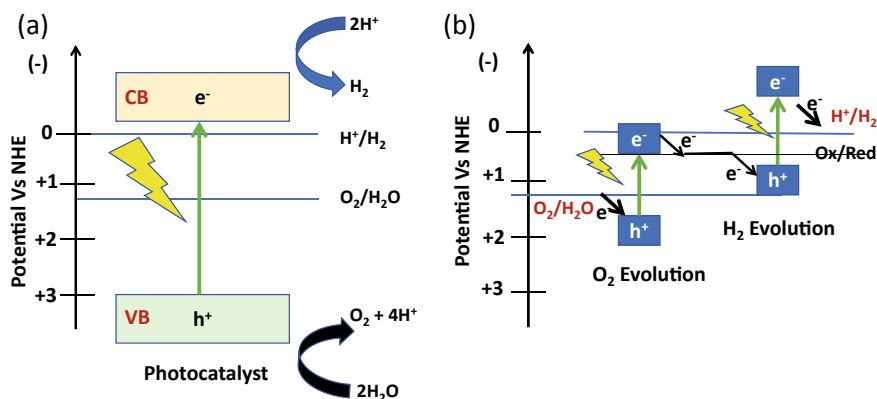 (a)
(-)
Potential Vs NHE
0
+1
+2
+3
CB
e⁻
2H⁺
H₂
H⁺/H₂
O₂/H₂O
VB
h⁺
O₂ + 4H⁺
2H₂O
Photocatalyst
(b)
(-)
Potential Vs NHE
0
+1
+2
+3
e⁻
e⁻
e⁻
e⁻
H⁺/H₂
Ox/Red
e⁻
h⁺
O₂/H₂O
e⁻
h⁺
H₂ Evolution
O₂ Evolution